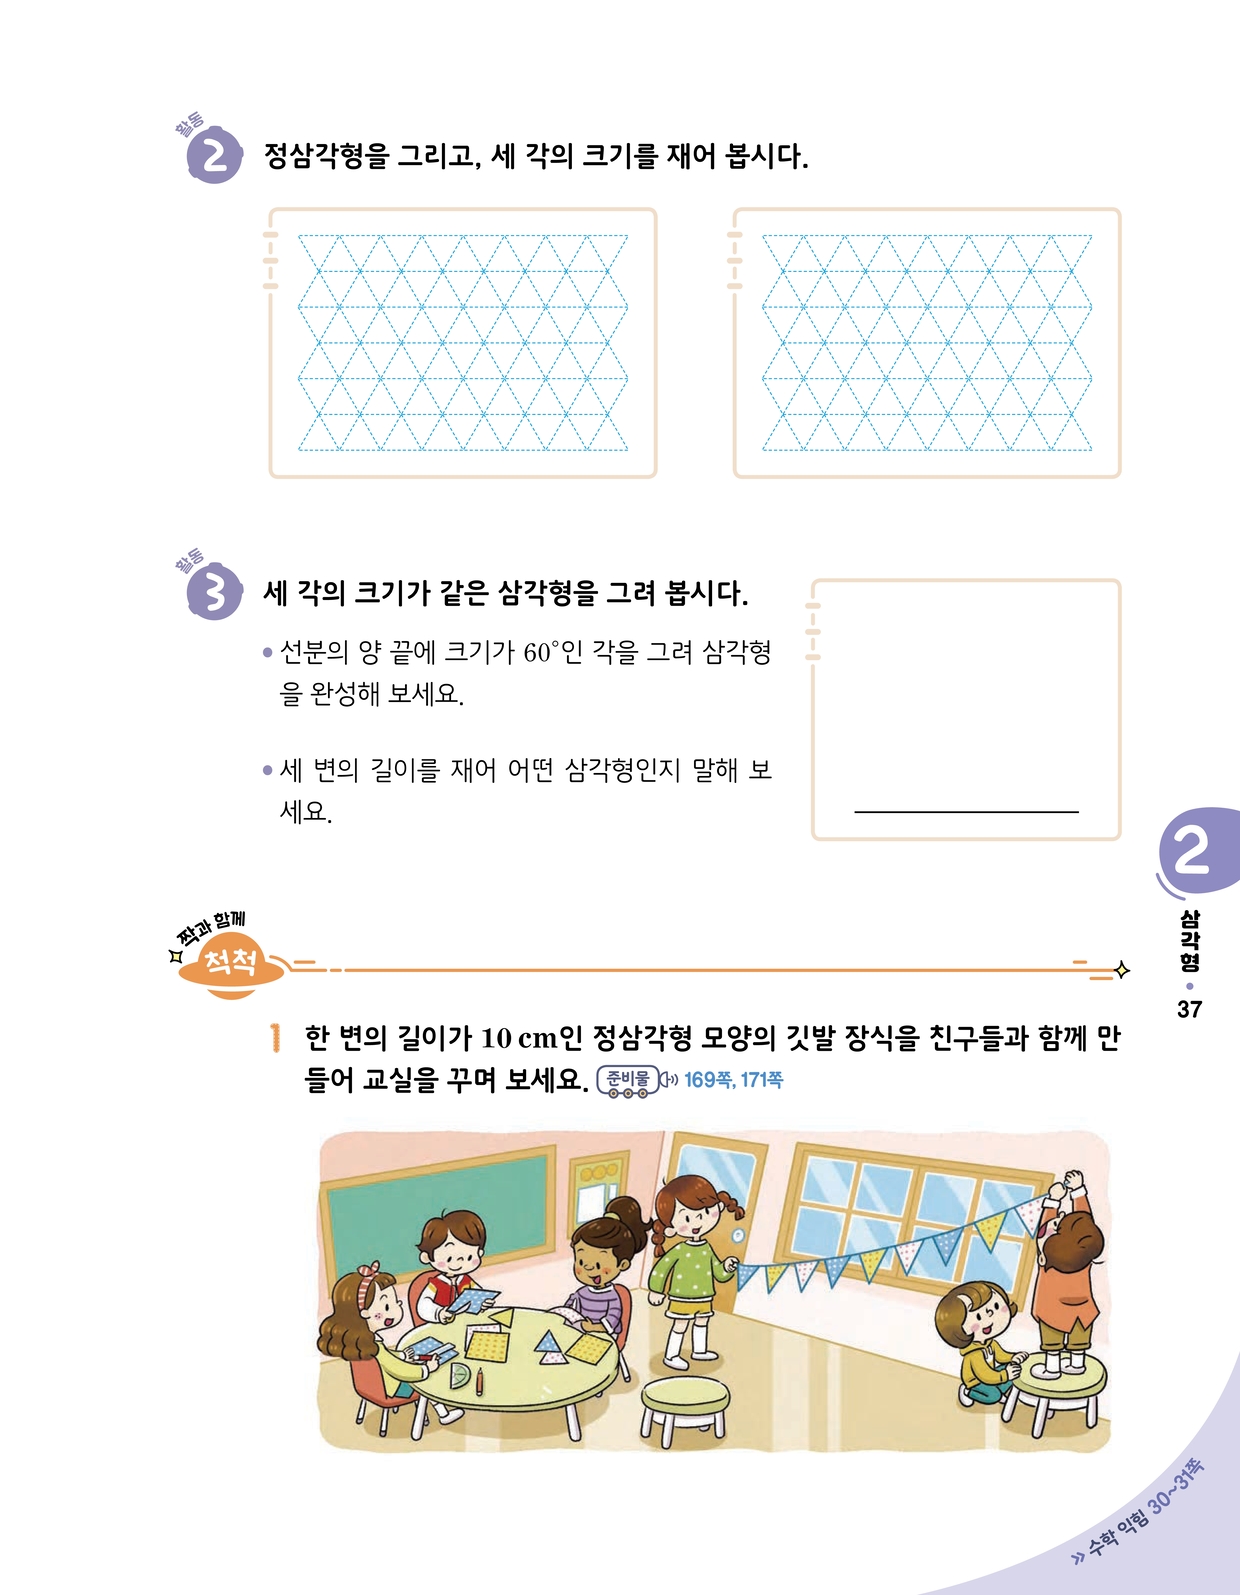 활동
2 정삼각형을 그리고, 세 각의 크기를 재어 봅시다.
활동
3 세 각의 크기가 같은 삼각형을 그려 봅시다.
• 선분의 양 끝에 크기가 60°인 각을 그려 삼각형
을 완성해 보세요.
• 세 변의 길이를 재어 어떤 삼각형인지 말해 보
세요.
2
삼각형 • 37
짝과 함께
척척
1 한 변의 길이가 10 cm인 정삼각형 모양의 깃발 장식을 친구들과 함께 만
들어 교실을 꾸며 보세요. 준비물 169쪽, 171쪽
» 수학 익힘 30~31쪽